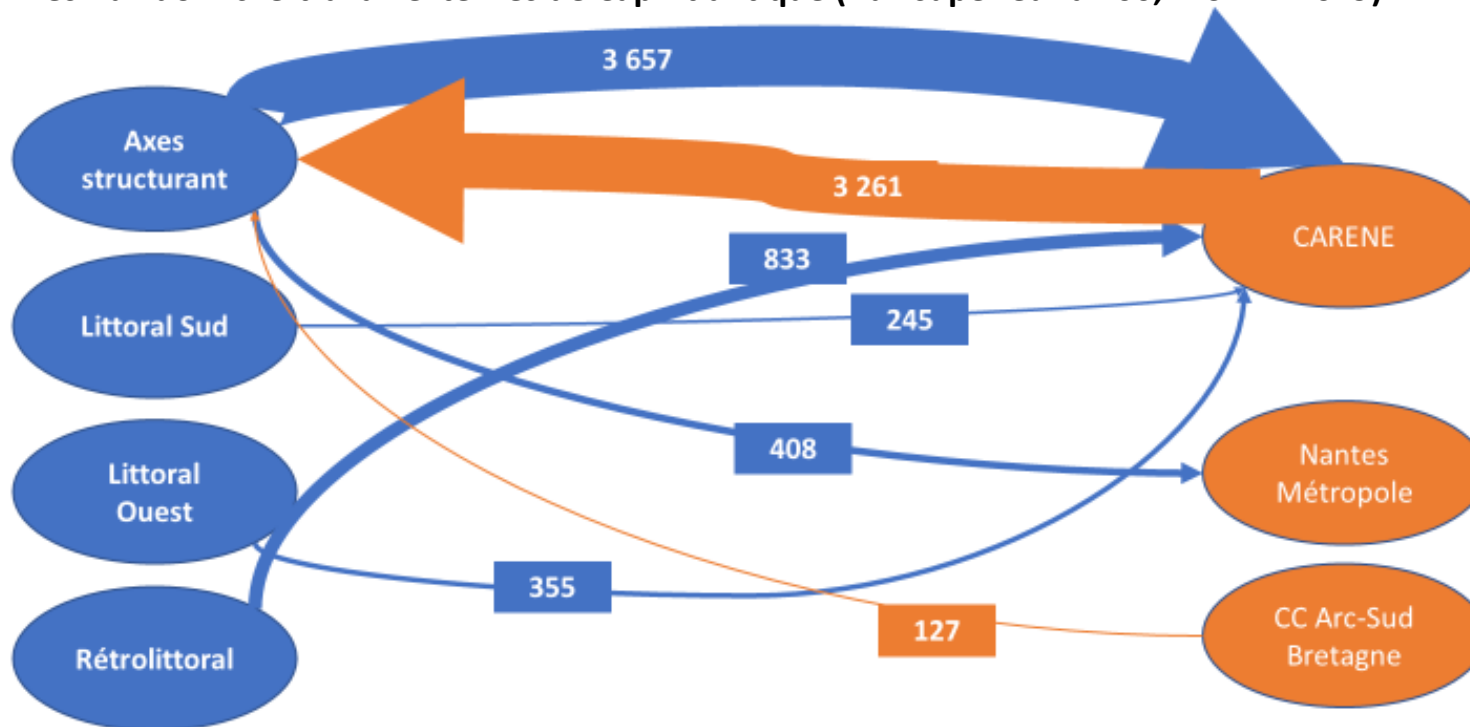 3 657
Axes
structurant
3 261
CARENE
833
Littoral Sud
245
408
Littoral
Ouest
Nantes
Métropole
355
127
CC Arc-Sud
Bretagne
Rétrolittoral